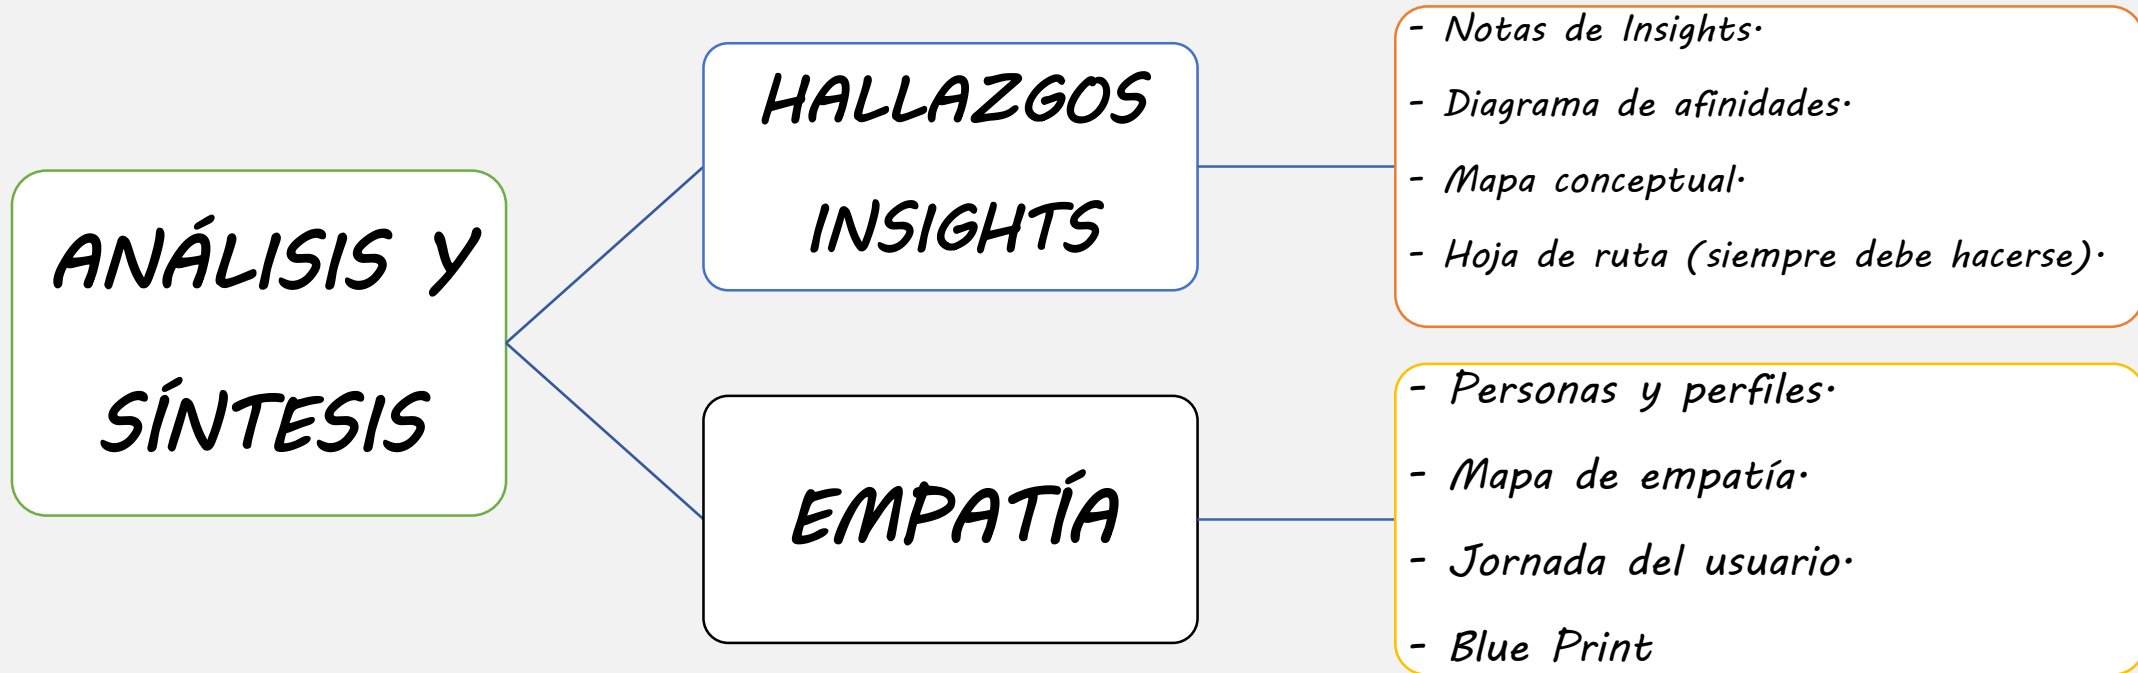 ANÁLISIS Y
SÍNTESIS
HALLAZGOS
INSIGHTS
- Notas de Insights.
- Diagrama de afinidades.
- Mapa conceptual.
- Hoja de ruta (siempre debe hacerse).
EMPATÍA
- Personas y perfiles.
- Mapa de empatía.
- Jornada del usuario.
- Blue Print